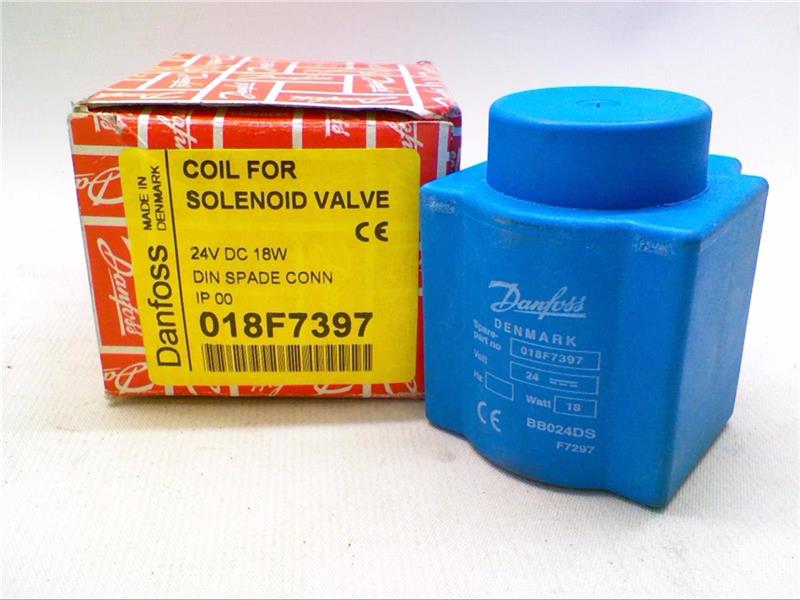 Danfoss
MADE IN
DENMARK
COIL FOR
SOLENOID VALVE
CE
24V DC 18W
DIN SPADE CONN
IP 00
018F7397
Danfoss
Danfoss
DENMARK
Spare-
part no 018F7397
Volt 24
Hz
Watt 18
CE BB024DS
F7297